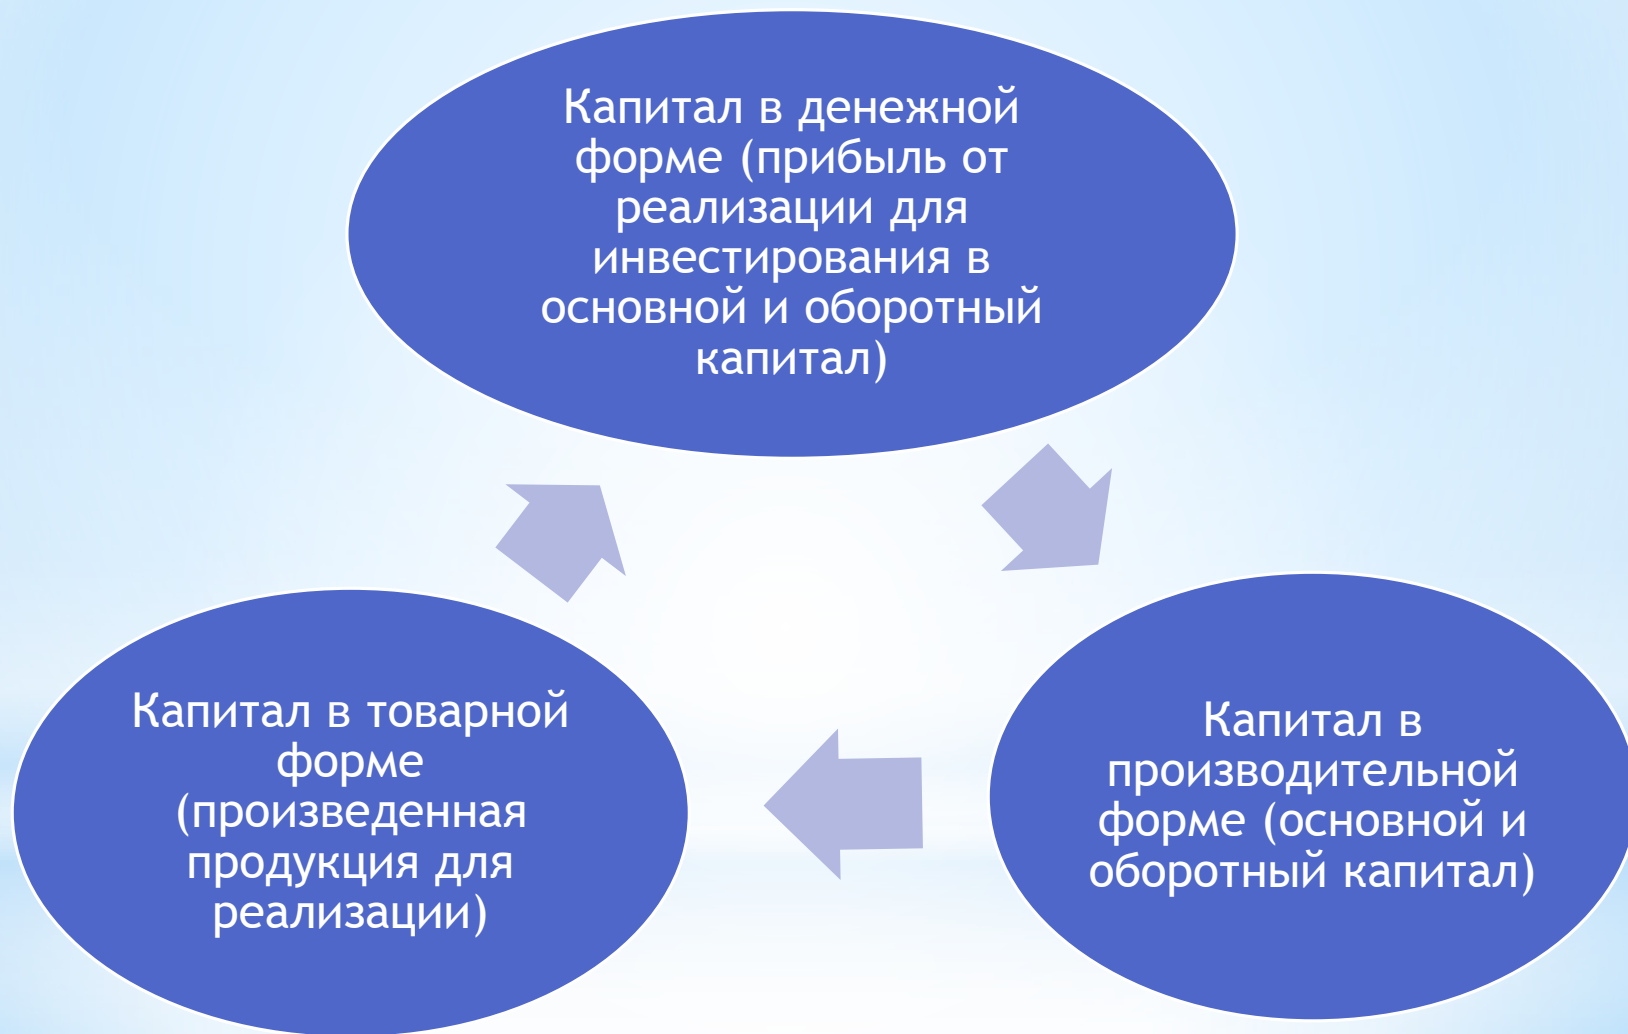 Капитал в денежной
форме (прибыль от
реализации для
инвестирования в
основной и оборотный
капитал)
Капитал в
производительной
форме (основной и
оборотный капитал)
Капитал в товарной
форме
(произведенная
продукция для
реализации)